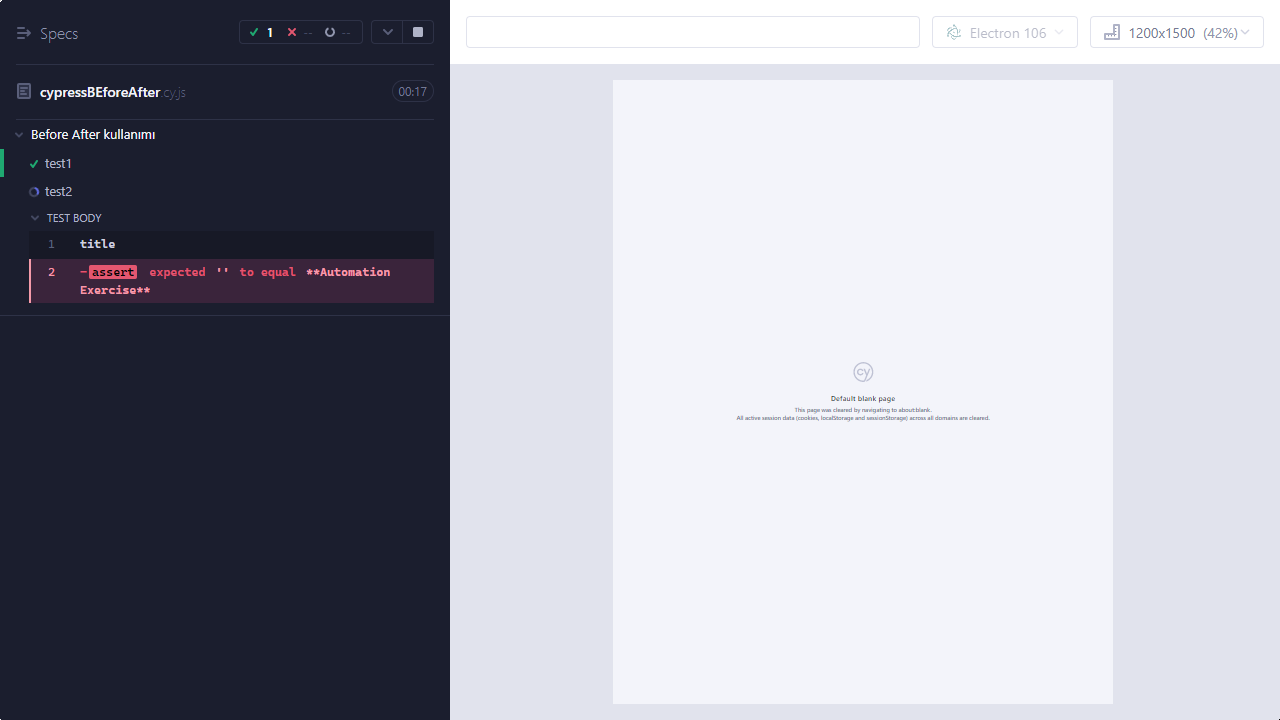 Specs
1
--
--
cypressBEforeAfter.cy.js
00:17
Before After kullanımı
test1
test2
TEST BODY
1 title
2 -assert expected '' to equal **Automation
Exercise**
Electron 106
1200x1500 (42%)
cy
Default blank page
This page was cleared by navigating to about:blank.
All active session data (cookies, localStorage and sessionStorage) across all domains are cleared.